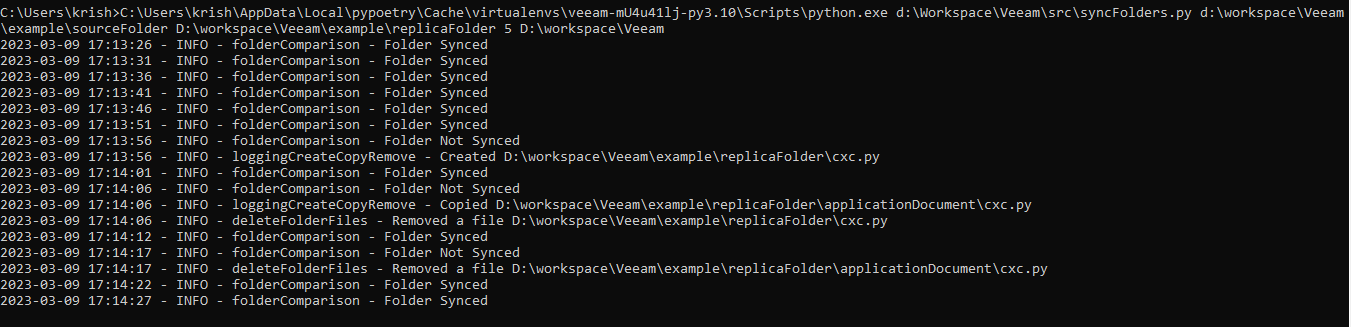 C:\Users\krish>C:\Users\krish\AppData\Local\pypoetry\Cache\virtualenvs\veeam-mU4u41lj-py3.10\Scripts\python.exe d:\Workspace\Veeam\src\syncFolders.py d:\workspace\Veeam
\example\sourceFolder D:\workspace\Veeam\example\replicaFolder 5 D:\workspace\Veeam
2023-03-09 17:13:26 - INFO - folderComparison - Folder Synced
2023-03-09 17:13:31 - INFO - folderComparison - Folder Synced
2023-03-09 17:13:36 - INFO - folderComparison - Folder Synced
2023-03-09 17:13:41 - INFO - folderComparison - Folder Synced
2023-03-09 17:13:46 - INFO - folderComparison - Folder Synced
2023-03-09 17:13:51 - INFO - folderComparison - Folder Synced
2023-03-09 17:13:56 - INFO - folderComparison - Folder Not Synced
2023-03-09 17:13:56 - INFO - loggingCreateCopyRemove - Created D:\workspace\Veeam\example\replicaFolder\cxc.py
2023-03-09 17:14:01 - INFO - folderComparison - Folder Synced
2023-03-09 17:14:06 - INFO - folderComparison - Folder Not Synced
2023-03-09 17:14:06 - INFO - loggingCreateCopyRemove - Copied D:\workspace\Veeam\example\replicaFolder\applicationDocument\cxc.py
2023-03-09 17:14:06 - INFO - deleteFolderFiles - Removed a file D:\workspace\Veeam\example\replicaFolder\cxc.py
2023-03-09 17:14:12 - INFO - folderComparison - Folder Synced
2023-03-09 17:14:17 - INFO - folderComparison - Folder Not Synced
2023-03-09 17:14:17 - INFO - deleteFolderFiles - Removed a file D:\workspace\Veeam\example\replicaFolder\applicationDocument\cxc.py
2023-03-09 17:14:22 - INFO - folderComparison - Folder Synced
2023-03-09 17:14:27 - INFO - folderComparison - Folder Synced